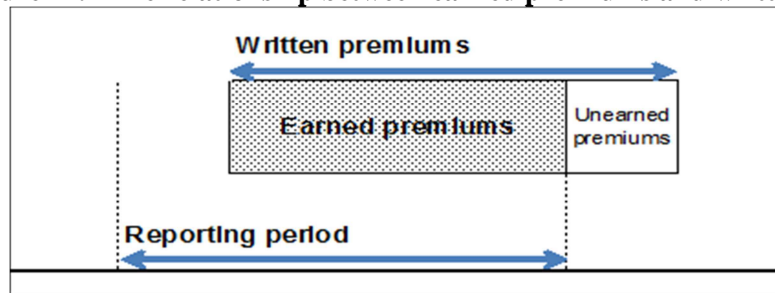 Written premiums
Earned premiums
Unearned
premiums
Reporting period